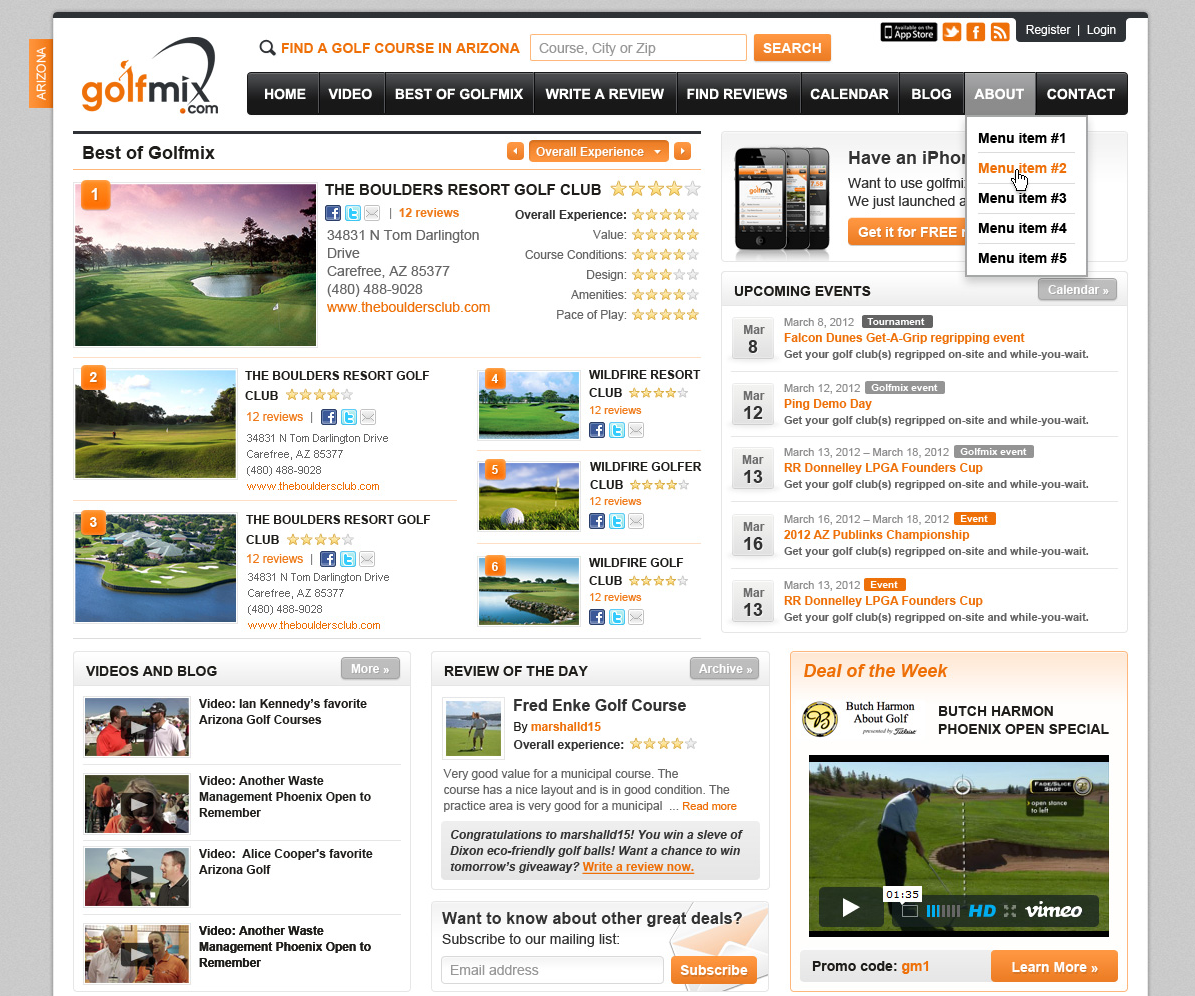 ARIZONA
golfmix
.com
FIND A GOLF COURSE IN ARIZONA
Course, City or Zip
SEARCH
Available on the
App Store
Register | Login
HOME
VIDEO
BEST OF GOLFMIX
WRITE A REVIEW
FIND REVIEWS
CALENDAR
BLOG
ABOUT
CONTACT
Menu item #1
Menu item #2
Menu item #3
Menu item #4
Menu item #5
Best of Golfmix
Overall Experience
1
THE BOULDERS RESORT GOLF CLUB
| 12 reviews
34831 N Tom Darlington
Drive
Carefree, AZ 85377
(480) 488-9028
www.thebouldersclub.com
Overall Experience:
Value:
Course Conditions:
Design:
Amenities:
Pace of Play:
2
THE BOULDERS RESORT GOLF
CLUB
12 reviews |
34831 N Tom Darlington Drive
Carefree, AZ 85377
(480) 488-9028
www.thebouldersclub.com
3
THE BOULDERS RESORT GOLF
CLUB
12 reviews |
34831 N Tom Darlington Drive
Carefree, AZ 85377
(480) 488-9028
www.thebouldersclub.com
4
WILDFIRE RESORT
CLUB
12 reviews
5
WILDFIRE GOLFER
CLUB
12 reviews
6
WILDFIRE GOLF
CLUB
12 reviews
Have an iPhon
Want to use golfmi
We just launched a
Get it for FREE
UPCOMING EVENTS
Calendar »
Mar
8
March 8, 2012 Tournament
Falcon Dunes Get-A-Grip regripping event
Get your golf club(s) regripped on-site and while-you-wait.
Mar
12
March 12, 2012 Golfmix event
Ping Demo Day
Get your golf club(s) regripped on-site and while-you-wait.
Mar
13
March 13, 2012 – March 18, 2012 Golfmix event
RR Donnelley LPGA Founders Cup
Get your golf club(s) regripped on-site and while-you-wait.
Mar
16
March 16, 2012 – March 18, 2012 Event
2012 AZ Publinks Championship
Get your golf club(s) regripped on-site and while-you-wait.
Mar
13
March 13, 2012 Event
RR Donnelley LPGA Founders Cup
Get your golf club(s) regripped on-site and while-you-wait.
VIDEOS AND BLOG
More »
Video: Ian Kennedy's favorite
Arizona Golf Courses
Video: Another Waste
Management Phoenix Open to
Remember
Video: Alice Cooper's favorite
Arizona Golf
Video: Another Waste
Management Phoenix Open to
Remember
REVIEW OF THE DAY
Archive »
Fred Enke Golf Course
By marshalld15
Overall experience:
Very good value for a municipal course. The
course has a nice layout and is in good condition. The
practice area is very good for a municipal ... Read more
Congratulations to marshalld15! You win a sleve of
Dixon eco-friendly golf balls! Want a chance to win
tomorrow's giveaway? Write a review now.
Want to know about other great deals?
Subscribe to our mailing list:
Email address
Subscribe
Deal of the Week
Butch Harmon
About Golf
presented by Titleist
BUTCH HARMON
PHOENIX OPEN SPECIAL
FADE/SLICE
SHOT
open stance
to left
01:35
HD
vimeo
Promo code: gm1
Learn More »